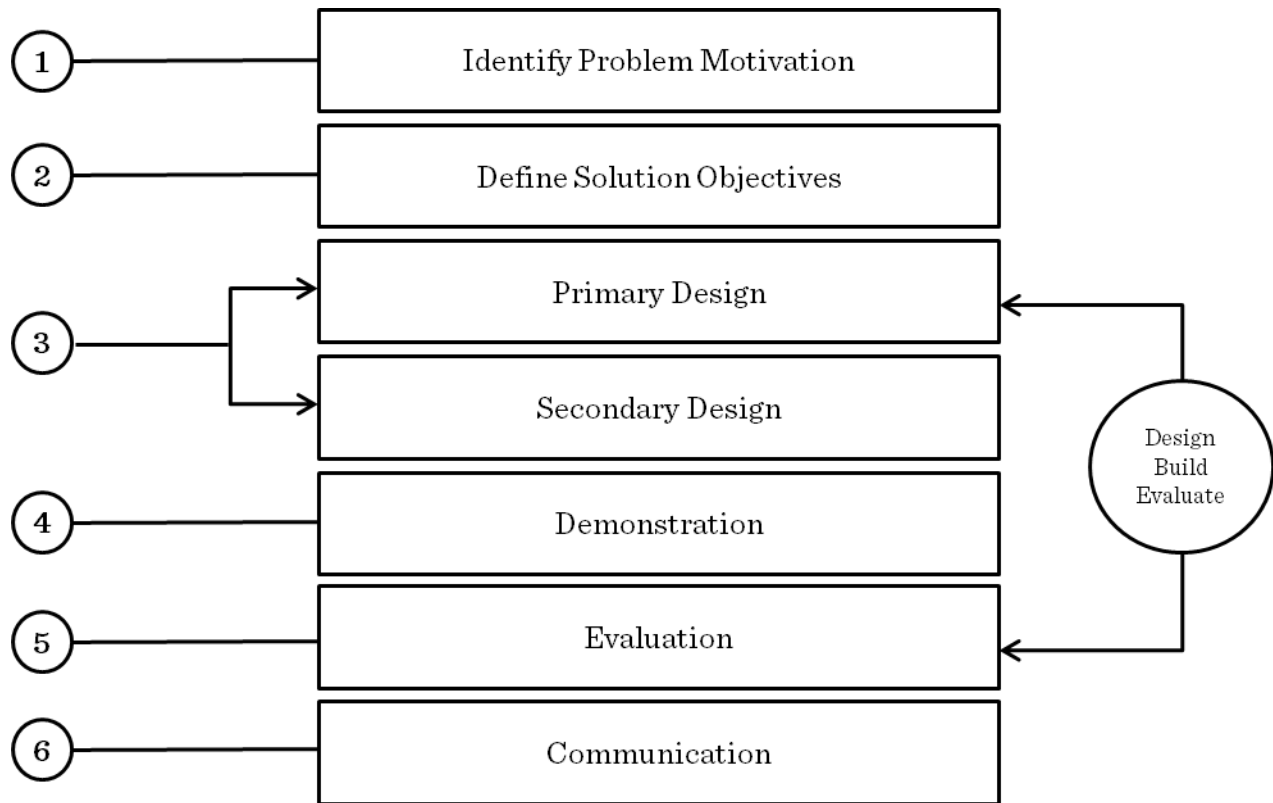 1
Identify Problem Motivation
2
Define Solution Objectives
3
Primary Design
Secondary Design
4
Demonstration
5
Evaluation
6
Communication
Design
Build
Evaluate